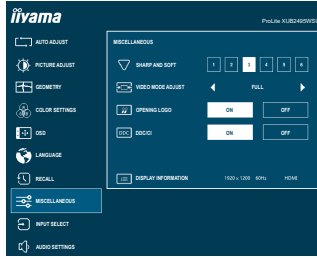 iiyama
ProLite XUB2495WSU
AUTO ADJUST
MISCELLANEOUS
PICTURE ADJUST
SHARP AND SOFT
1 2 3 4 5 6
GEOMETRY
VIDEO MODE ADJUST
FULL
COLOR SETTINGS
OPENING LOGO
ON OFF
OSD
DDC DDC/CI
ON OFF
LANGUAGE
RECALL
DISPLAY INFORMATION
1920 x 1200 60Hz HDMI
MISCELLANEOUS
INPUT SELECT
AUDIO SETTINGS